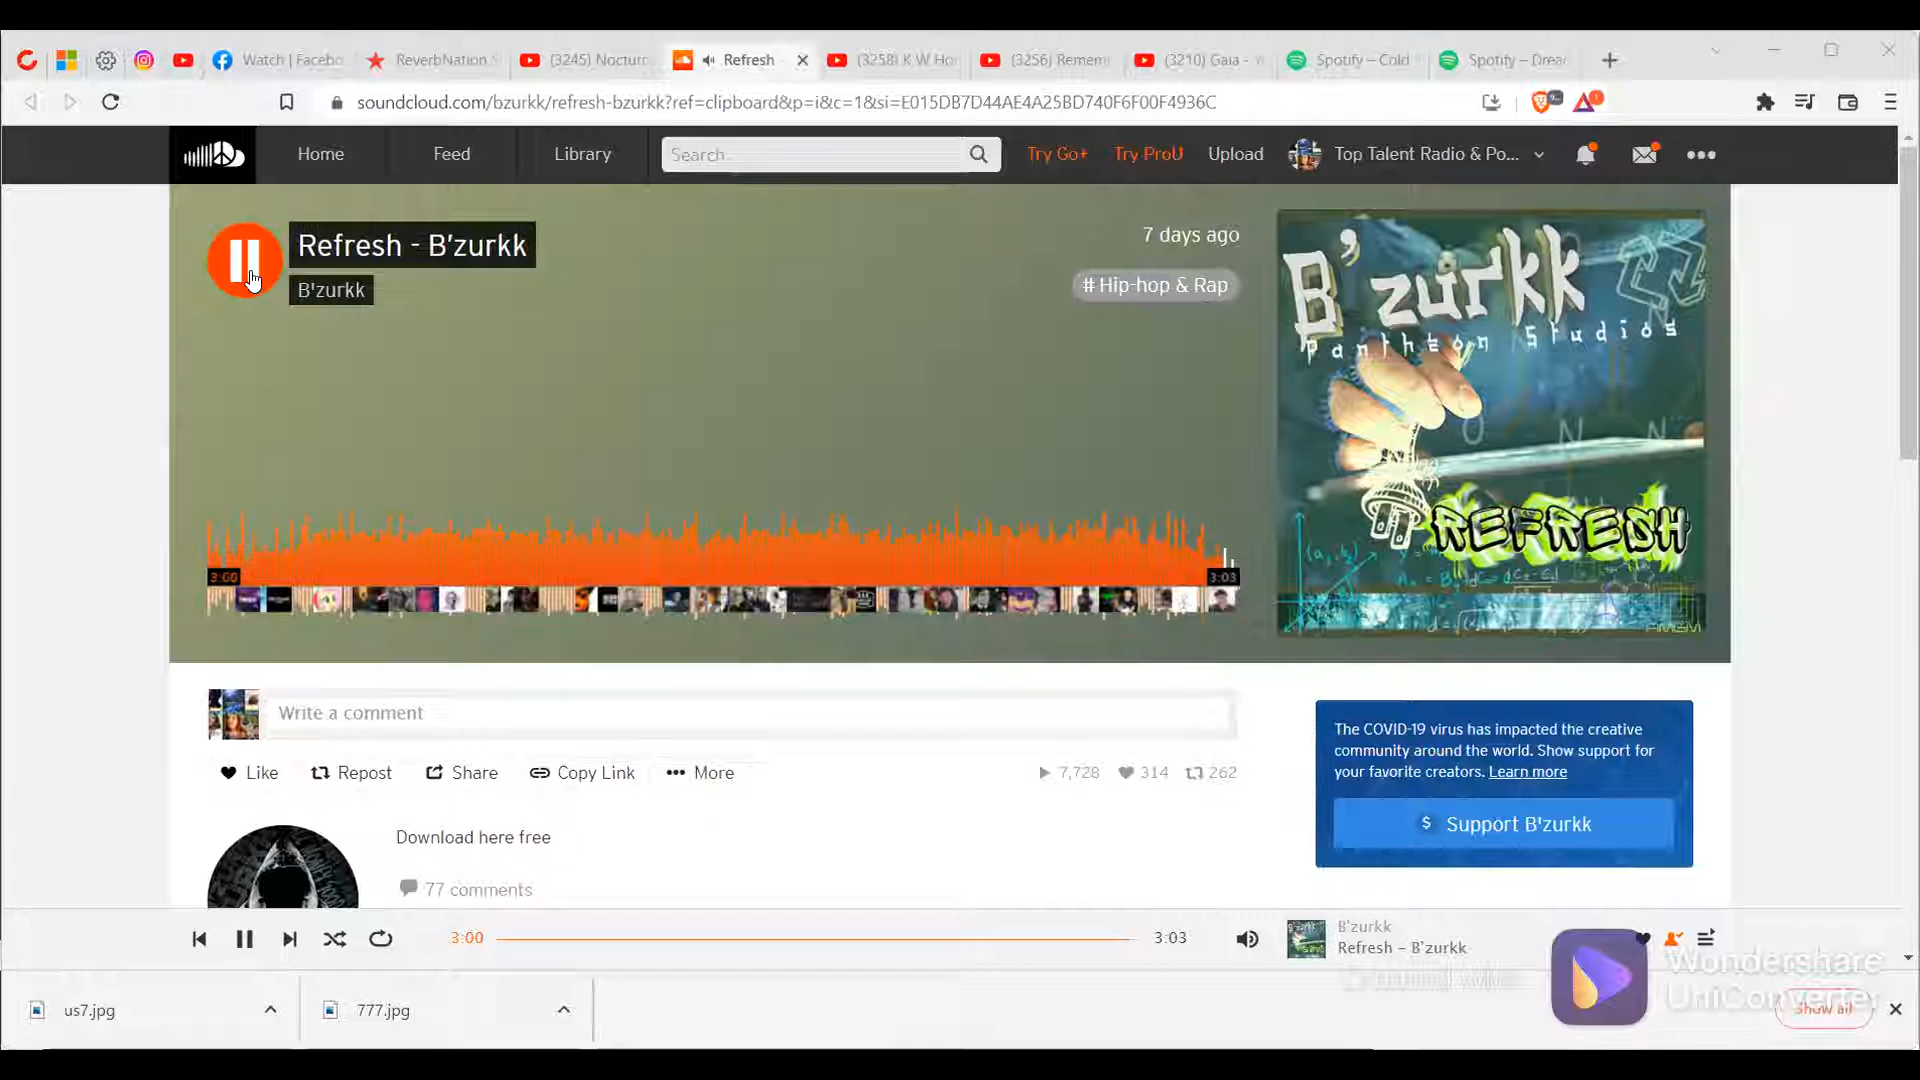 Watch | Facebo
ReverbNation
(3245) Noctur
Refresh
(3258) K.W Ho
(3256) Rememb
(3210) Gaia -
Spotify – Cold
Spotify – Drea
soundcloud.com/bzurkk/refresh-bzurkk?ref=clipboard&p=i&c=1&si=E015DB7D44AE4A25BD740F6F00F4936C
Home
Feed
Library
Search...
Try Go+
Try ProU
Upload
Top Talent Radio & Po...
Refresh - B'zurkk
B'zurkk
7 days ago
# Hip-hop & Rap
B'zurkk
Pantheon Studios
REFRESH
3:00
3:03
Write a comment
Like
Repost
Share
Copy Link
More
7,728
314
262
The COVID-19 virus has impacted the creative
community around the world. Show support for
your favorite creators. Learn more
$ Support B'zurkk
Download here free
77 comments
3:00
3:03
B'zurkk
Refresh - B'zurkk
us7.jpg
777.jpg
Show all
Wondershare
UniConverter